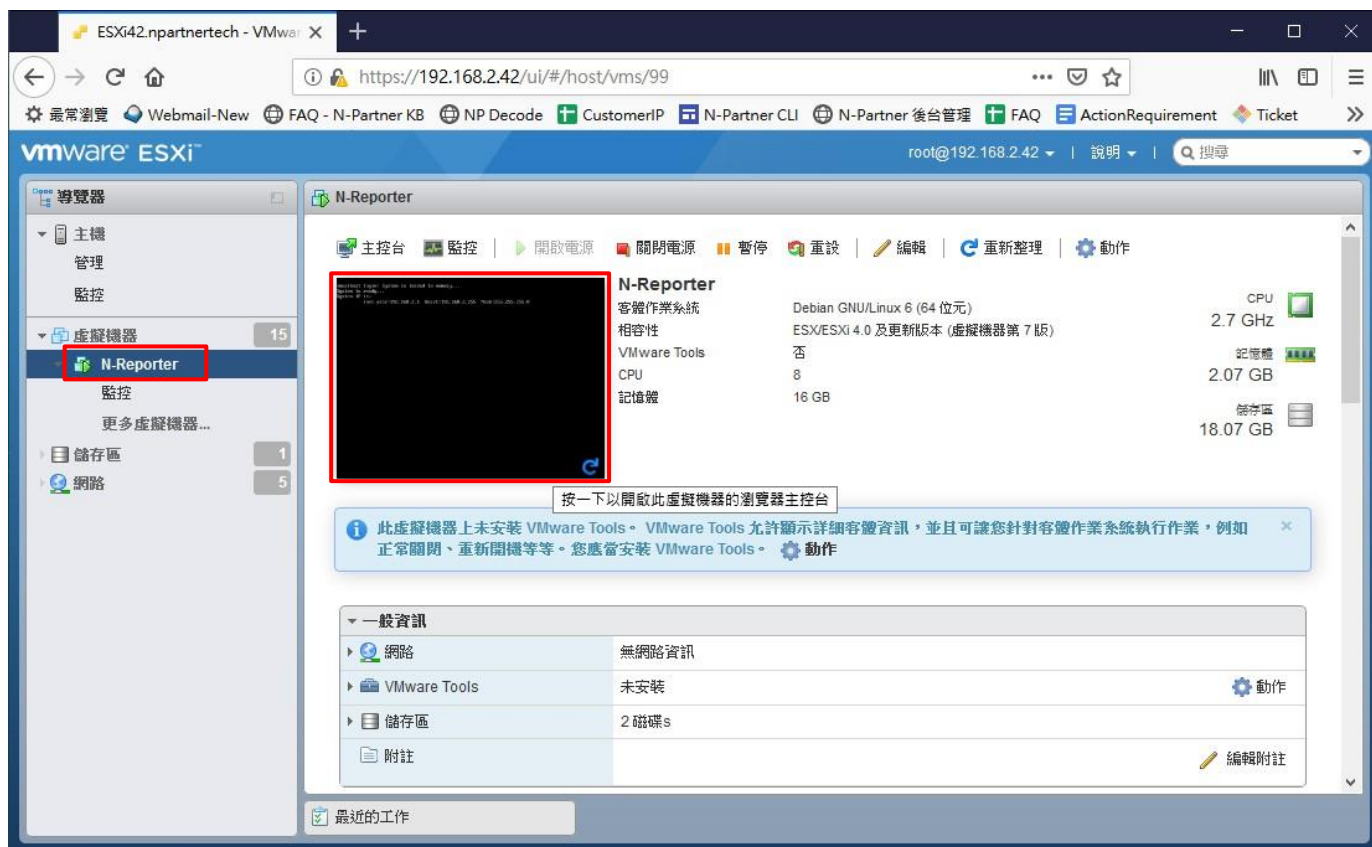 ESXi42.npartnertech - VMwar
https://192.168.2.42/ui/#/host/vms/99
最常瀏覽 Webmail-New FAQ - N-Partner KB NP Decode CustomerIP N-Partner CLI N-Partner 後台管理 FAQ ActionRequirement Ticket
vmware ESXi™
root@192.168.2.42 | 說明 | 搜尋
導覽器
N-Reporter
主機
管理
監控
虛擬機器 15
N-Reporter
監控
更多虛擬機器...
儲存區 1
網路 5
主控台 監控 | 開啟電源 關閉電源 暫停 重設 | 編輯 | 重新整理 | 動作
N-Reporter
客體作業系統 Debian GNU/Linux 6 (64 位元)
相容性 ESX/ESXi 4.0 及更新版本 (虛擬機器第 7 版)
VMware Tools 否
CPU 8
記憶體 16 GB
CPU
2.7 GHz
記憶體
2.07 GB
儲存區
18.07 GB
按一下以開啟此虛擬機器的瀏覽器主控台
此虛擬機器上未安裝 VMware Tools。VMware Tools 允許顯示詳細客體資訊，並且可讓您針對客體作業系統執行作業，例如
正常關閉、重新開機等等。您應當安裝 VMware Tools。 動作
一般資訊
網路 無網路資訊
VMware Tools 未安裝 動作
儲存區 2 磁碟s
附註 編輯附註
最近的工作